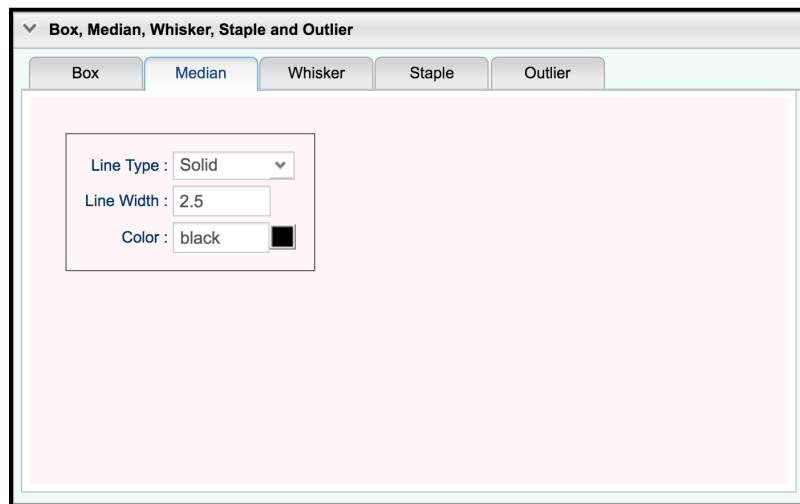 Box, Median, Whisker, Staple and Outlier
Box Median Whisker Staple Outlier
Line Type : Solid
Line Width : 2.5
Color : black